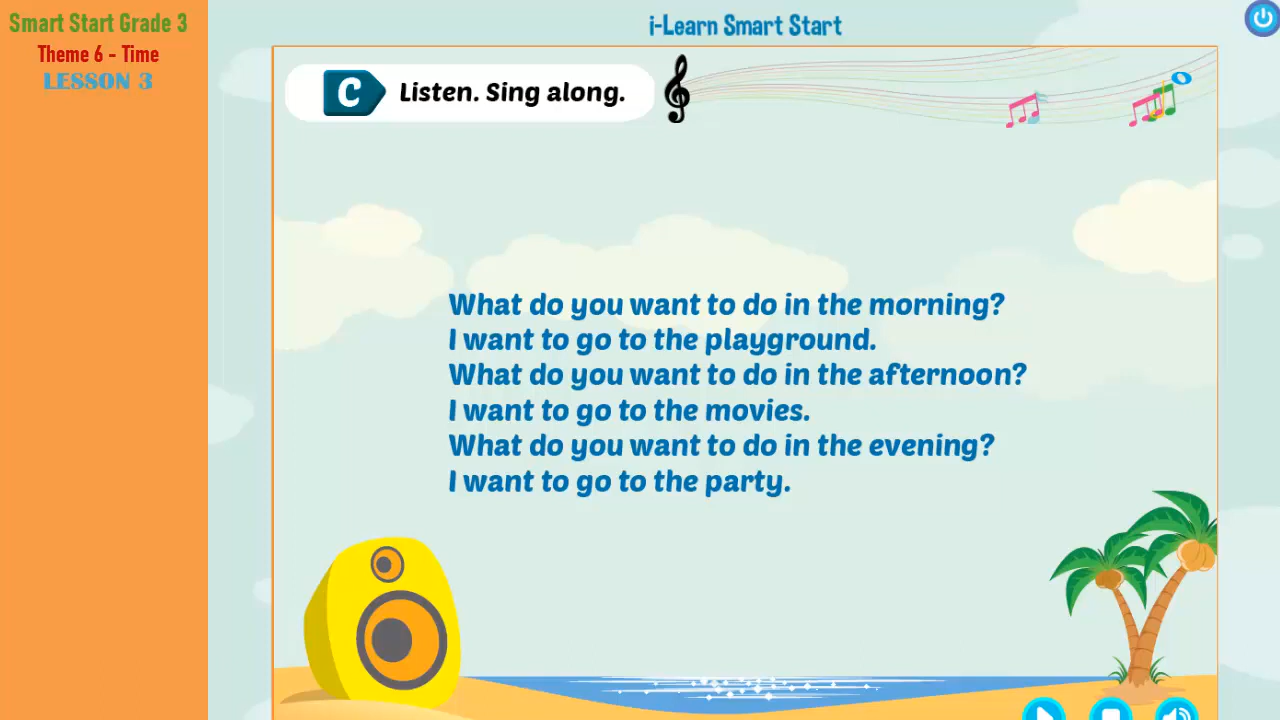 Smart Start Grade 3
Theme 6 - Time
LESSON 3
i-Learn Smart Start
C Listen. Sing along.
What do you want to do in the morning?
I want to go to the playground.
What do you want to do in the afternoon?
I want to go to the movies.
What do you want to do in the evening?
I want to go to the party.